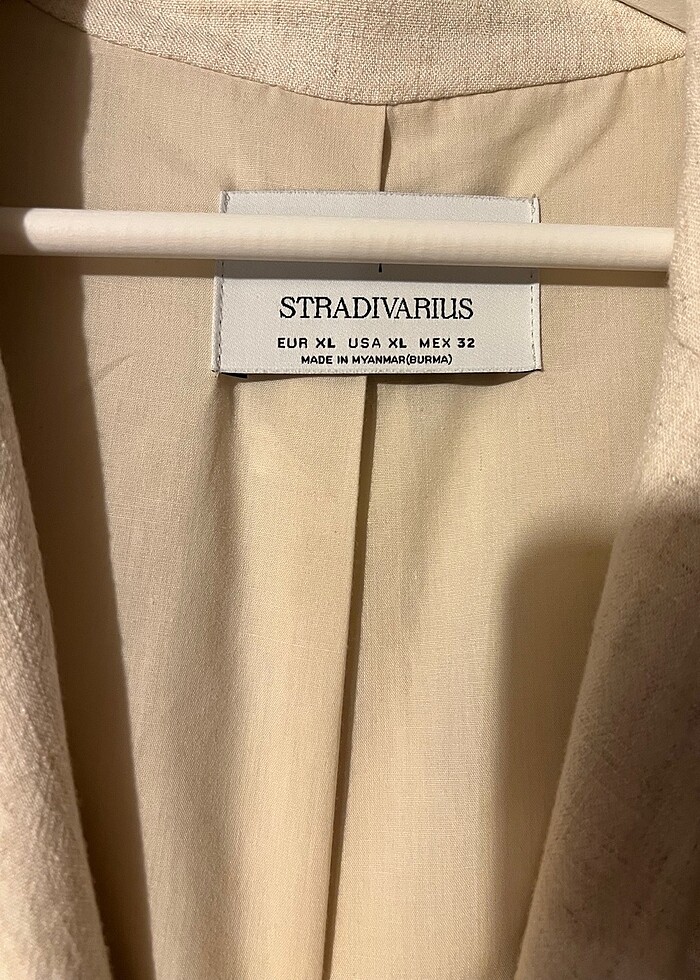 STRADIVARIUS
EUR XL USA XL MEX 32
MADE IN MYANMAR(BURMA)